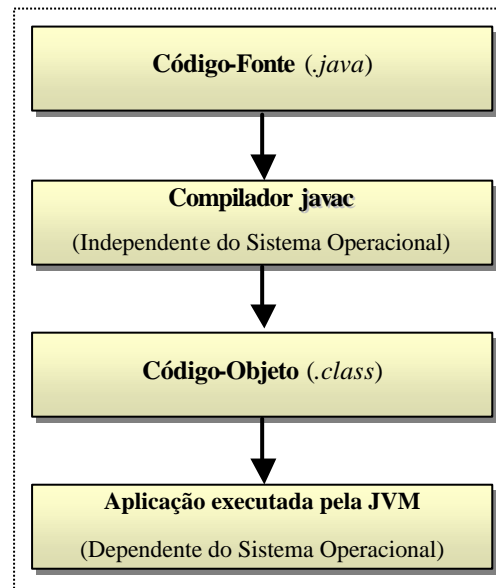 Código-Fonte (.java)
Compilador javac
(Independente do Sistema Operacional)
Código-Objeto (.class)
Aplicação executada pela JVM
(Dependente do Sistema Operacional)